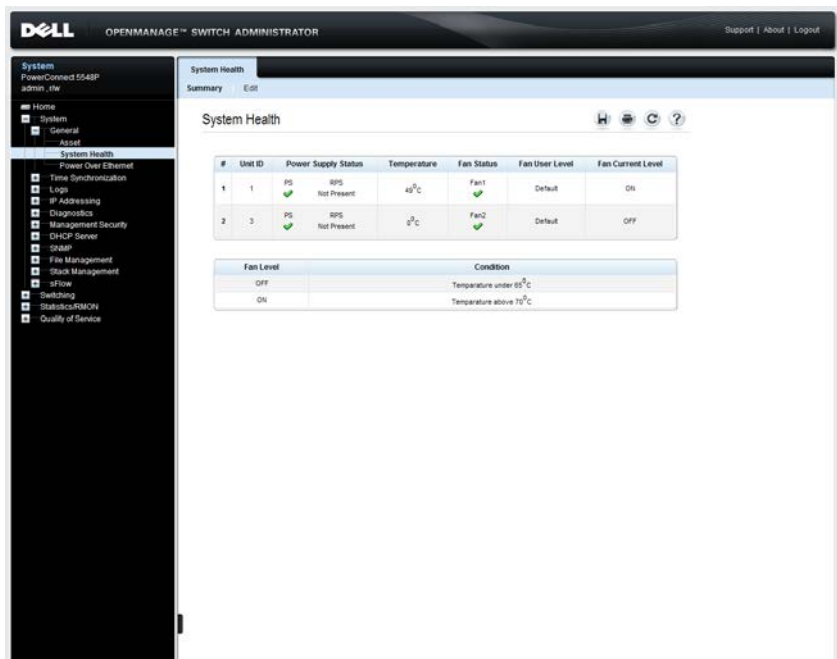 DELL OPENMANAGE™ SWITCH ADMINISTRATOR Support | About | Logout
System
PowerConnect 5548P
admin , r/w
Home
System
General
Asset
System Health
Power Over Ethernet
Time Synchronization
Logs
IP Addressing
Diagnostics
Management Security
DHCP Server
SNMP
File Management
Stack Management
sFlow
Switching
Statistics/RMON
Quality of Service
System Health
Summary Edit
System Health
# Unit ID Power Supply Status Temperature Fan Status Fan User Level Fan Current Level
1 1 PS RPS Not Present 49⁰C Fan1 Default ON
2 3 PS RPS Not Present 0⁰C Fan2 Default OFF
Fan Level Condition
OFF Temparature under 65⁰C
ON Temparature above 70⁰C